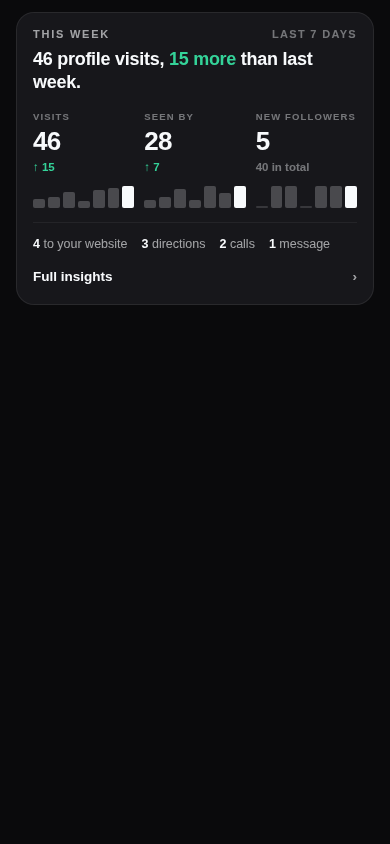 THIS WEEK LAST 7 DAYS
46 profile visits, 15 more than last
week.
VISITS SEEN BY NEW FOLLOWERS
46 28 5
↑ 15 ↑ 7 40 in total
4 to your website 3 directions 2 calls 1 message
Full insights ›